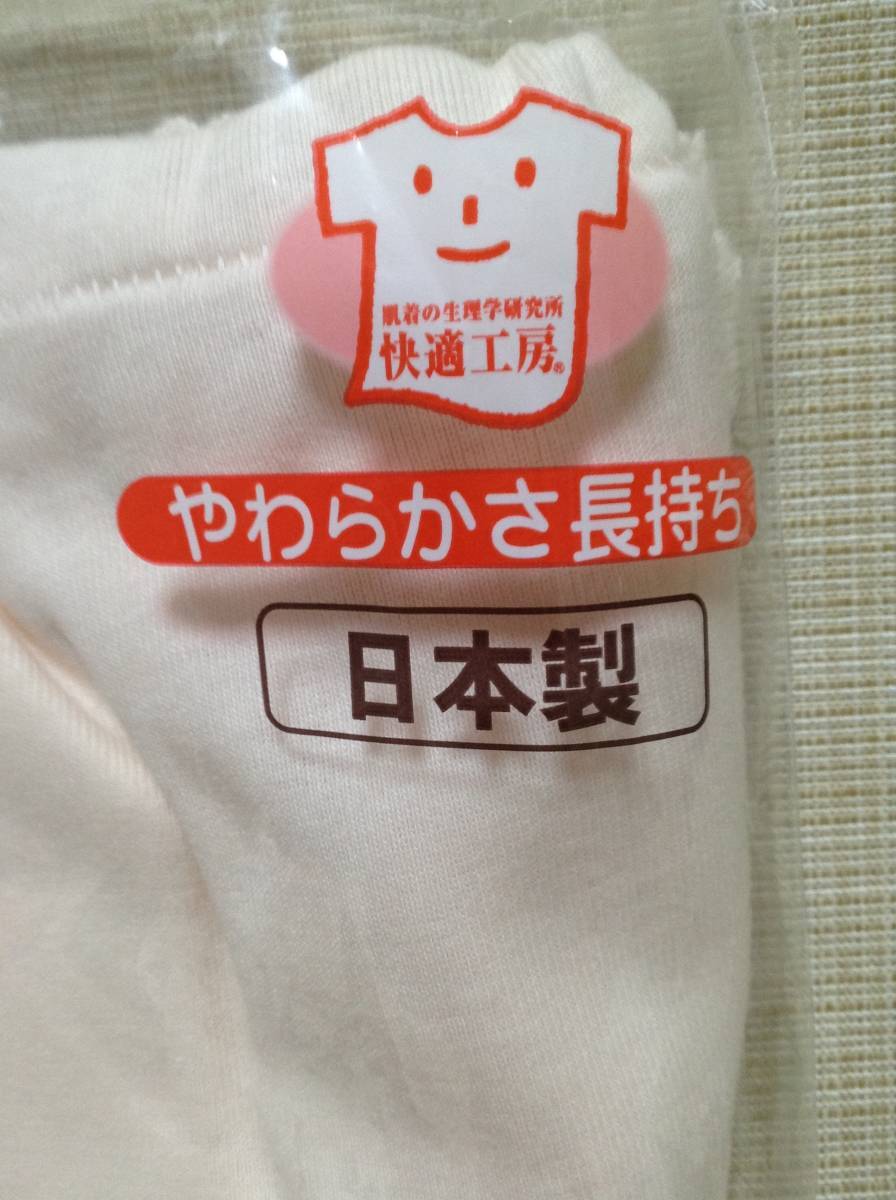 肌着の生理学研究所
快適工房®
やわらかさ長持ち
日本製